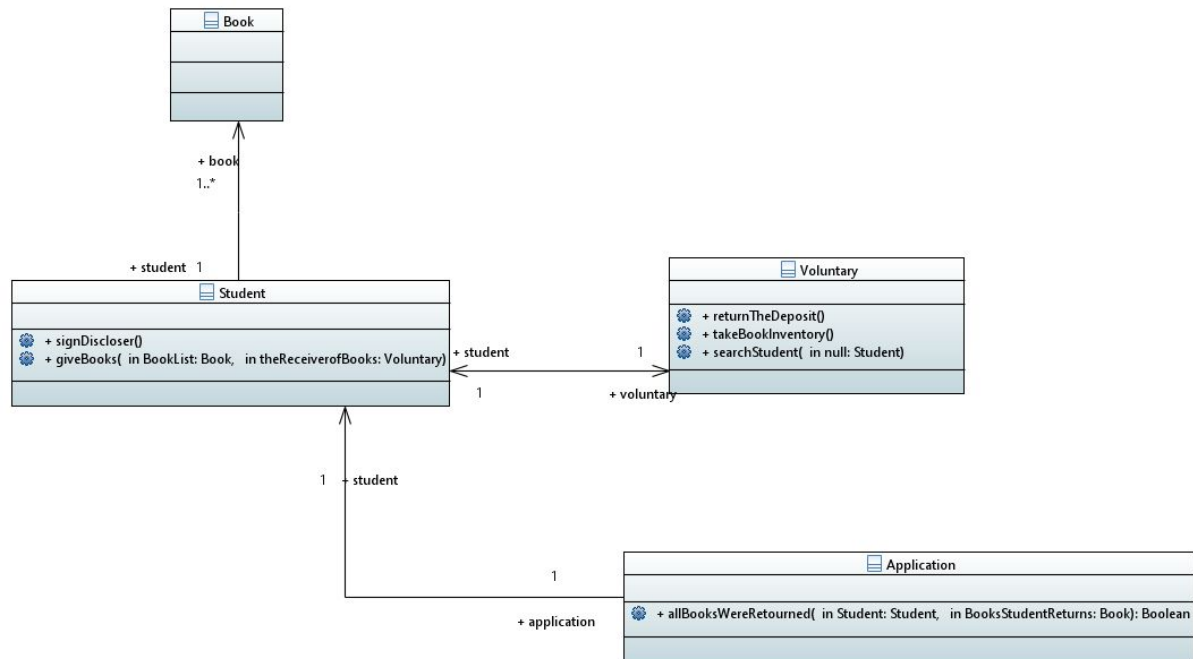 Book
+ book
1..*
+ student 1
Student
+ signDiscloser()
+ giveBooks( in BookList: Book, in theReceiverofBooks: Voluntary)
Voluntary
+ returnTheDeposit()
+ takeBookInventory()
+ searchStudent( in null: Student)
+ student
1
1
+ voluntary
1 + student
1
+ application
Application
+ allBooksWereRetourned( in Student: Student, in BooksStudentReturns: Book): Boolean